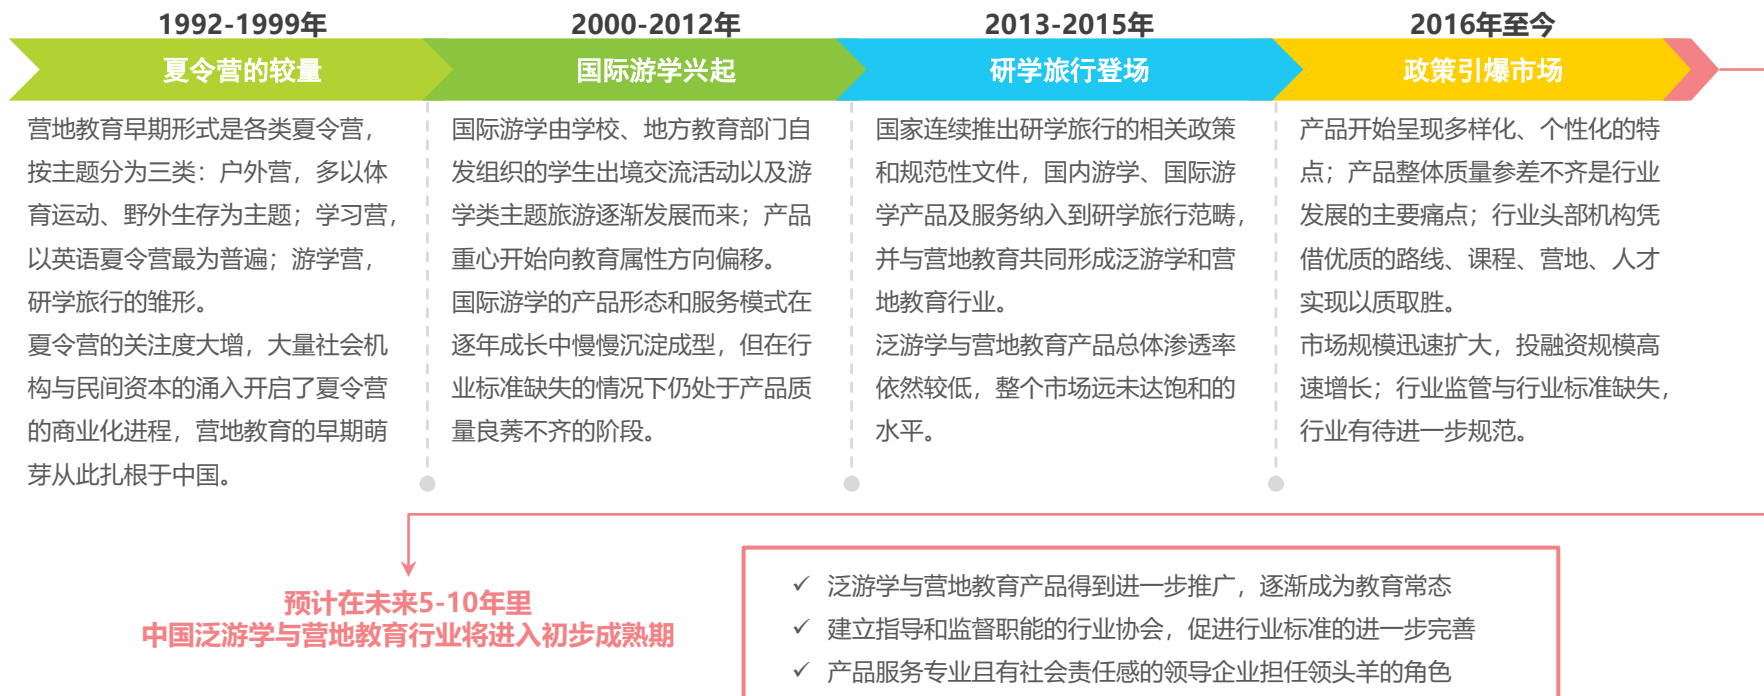 1992-1999年
夏令营的较量
营地教育早期形式是各类夏令营，
按主题分为三类：户外营，多以体
育运动、野外生存为主题；学习营，
以英语夏令营最为普遍；游学营，
研学旅行的雏形。
夏令营的关注度大增，大量社会机
构与民间资本的涌入开启了夏令营
的商业化进程，营地教育的早期萌
芽从此扎根于中国。
2000-2012年
国际游学兴起
国际游学由学校、地方教育部门自
发组织的学生出境交流活动以及游
学类主题旅游逐渐发展而来；产品
重心开始向教育属性方向偏移。
国际游学的产品形态和服务模式在
逐年成长中慢慢沉淀成型，但在行
业标准缺失的情况下仍处于产品质
量良莠不齐的阶段。
2013-2015年
研学旅行登场
国家连续推出研学旅行的相关政策
和规范性文件，国内游学、国际游
学产品及服务纳入到研学旅行范畴，
并与营地教育共同形成泛游学和营
地教育行业。
泛游学与营地教育产品总体渗透率
依然较低，整个市场远未达饱和的
水平。
2016年至今
政策引爆市场
产品开始呈现多样化、个性化的特
点；产品整体质量参差不齐是行业
发展的主要痛点；行业头部机构凭
借优质的路线、课程、营地、人才
实现以质取胜。
市场规模迅速扩大，投融资规模高
速增长；行业监管与行业标准缺失，
行业有待进一步规范。
预计在未来5-10年里
中国泛游学与营地教育行业将进入初步成熟期
✓ 泛游学与营地教育产品得到进一步推广，逐渐成为教育常态
✓ 建立指导和监督职能的行业协会，促进行业标准的进一步完善
✓ 产品服务专业且有社会责任感的领导企业担任领头羊的角色